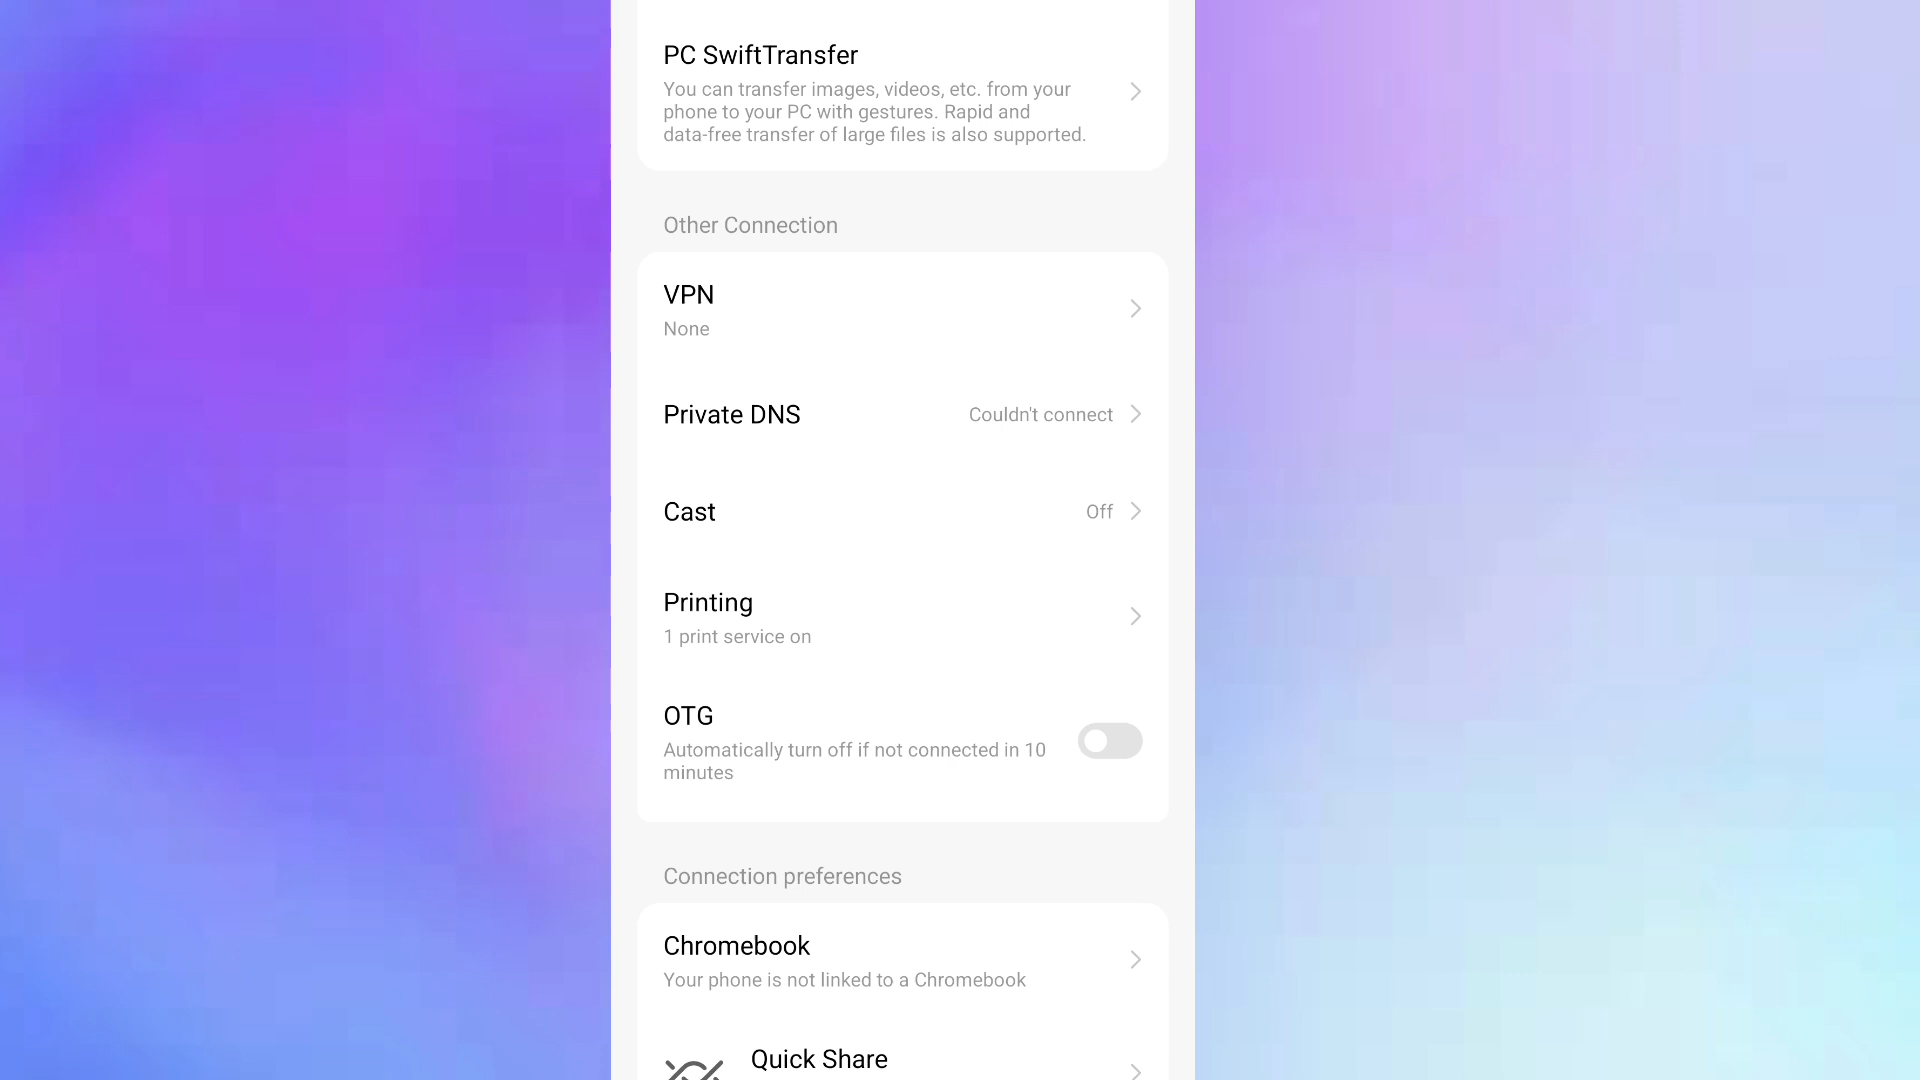 PC SwiftTransfer
You can transfer images, videos, etc. from your
phone to your PC with gestures. Rapid and
data-free transfer of large files is also supported.
Other Connection
VPN
None
Private DNS
Couldn't connect
Cast
Off
Printing
1 print service on
OTG
Automatically turn off if not connected in 10
minutes
Connection preferences
Chromebook
Your phone is not linked to a Chromebook
Quick Share